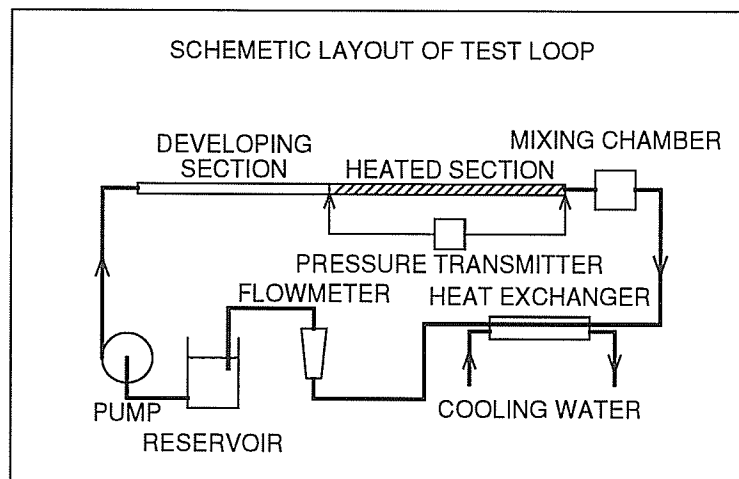 SCHEMETIC LAYOUT OF TEST LOOP
DEVELOPING
SECTION
HEATED SECTION
MIXING CHAMBER
PRESSURE TRANSMITTER
FLOWMETER
HEAT EXCHANGER
PUMP
RESERVOIR
COOLING WATER